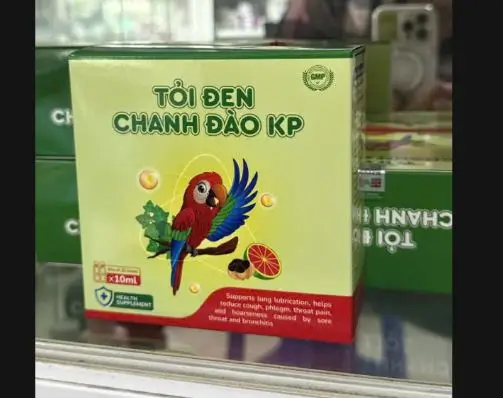 GMP
TỎI ĐEN
CHANH ĐÀO KP
×10ml
HEALTH
SUPPLEMENT
Supports lung lubrication, helps
reduce cough, phlegm, throat pain,
and hoarseness caused by sore
throat and bronchitis
CHANH
TỎI